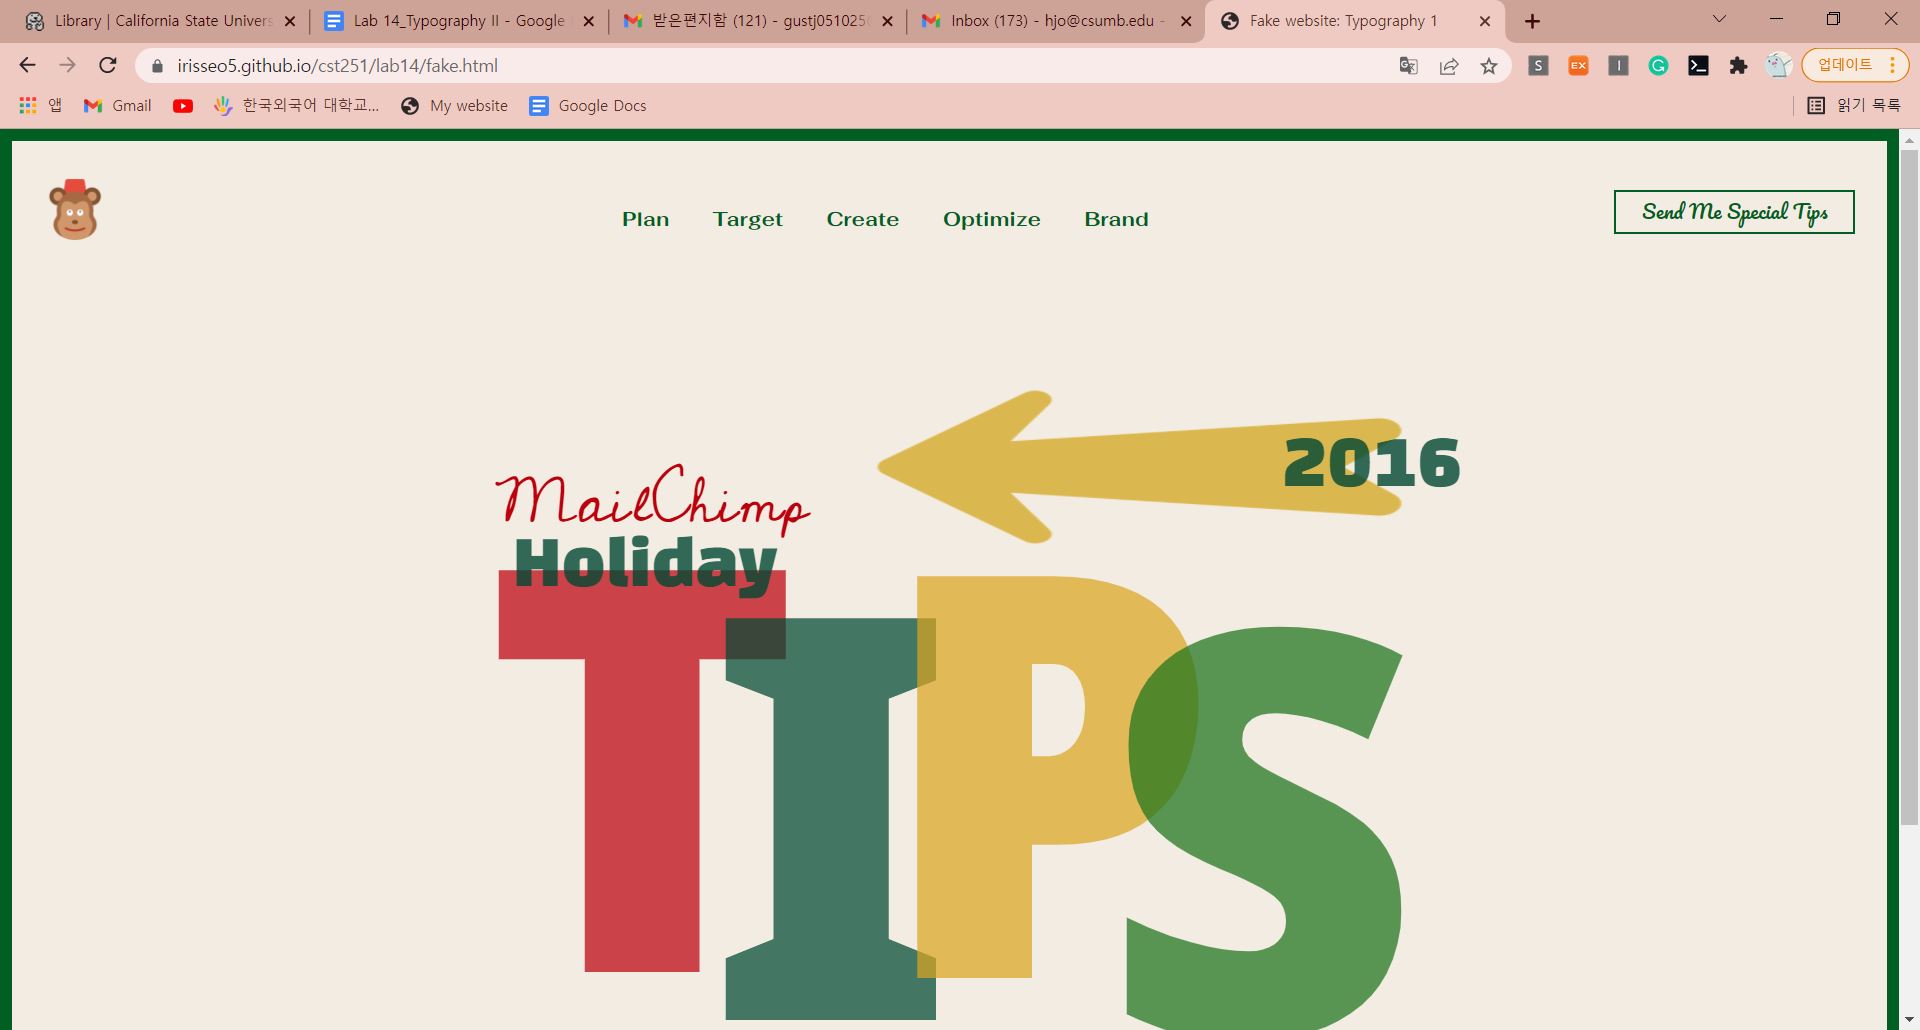 Library | California State Univers
Lab 14_Typography II - Google
받은편지함 (121) - gustj051025
Inbox (173) - hjo@csumb.edu -
Fake website: Typography 1
irisseo5.github.io/cst251/lab14/fake.html
S
EX
I
업데이트
앱
Gmail
한국외국어 대학교...
My website
Google Docs
읽기 목록
Plan
Target
Create
Optimize
Brand
Send Me Special Tips
2016
MailChimp
Holiday
TIPS